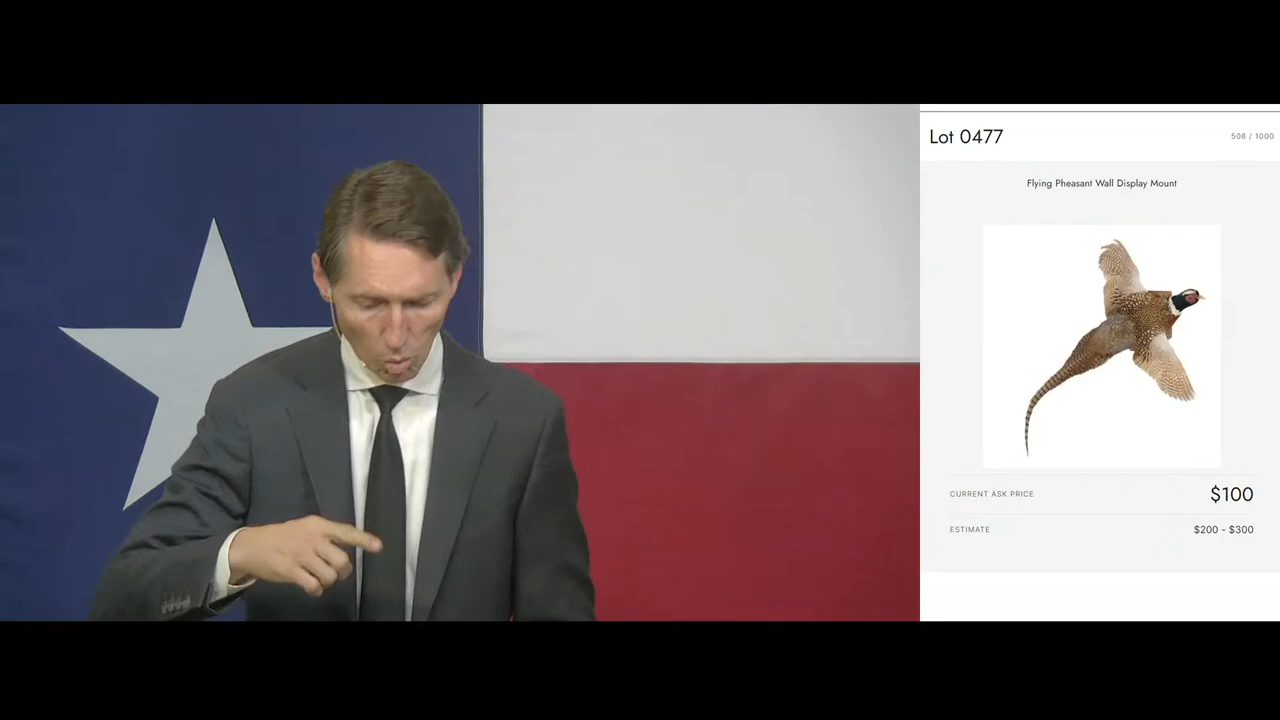 Lot 0477
508 / 1000
Flying Pheasant Wall Display Mount
CURRENT ASK PRICE
$100
ESTIMATE
$200 - $300